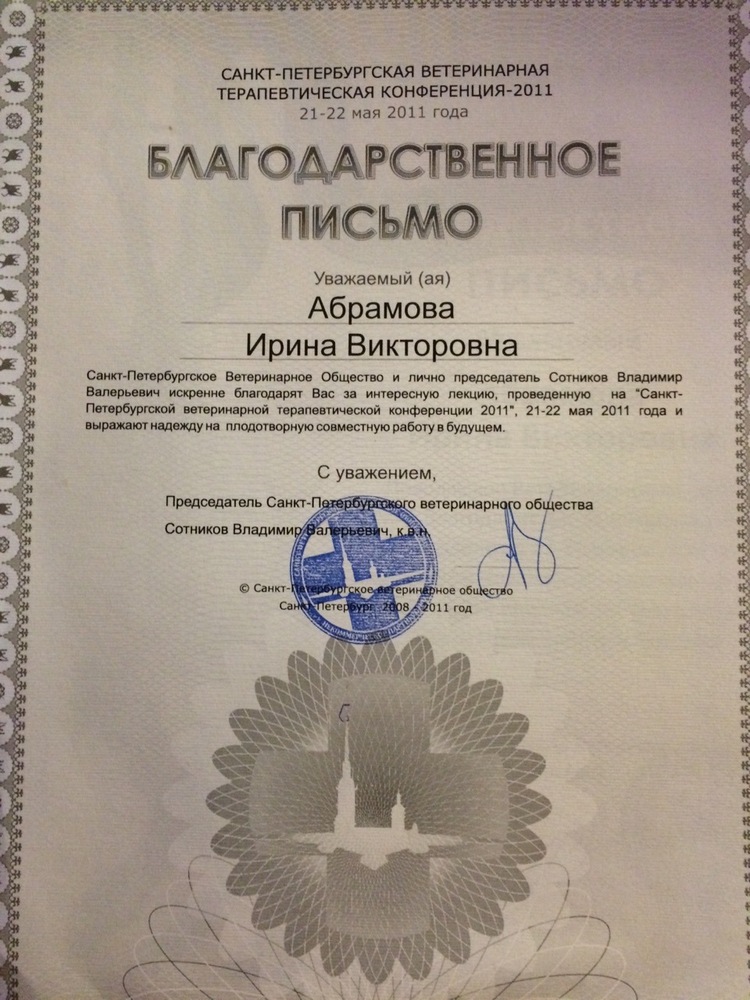 САНКТ-ПЕТЕРБУРГСКАЯ ВЕТЕРИНАРНАЯ
ТЕРАПЕВТИЧЕСКАЯ КОНФЕРЕНЦИЯ-2011
21-22 мая 2011 года
БЛАГОДАРСТВЕННОЕ
ПИСЬМО
Уважаемый (ая)
Абрамова
Ирина Викторовна
Санкт-Петербургское Ветеринарное Общество и лично председатель Сотников Владимир
Валерьевич искренне благодарят Вас за интересную лекцию, проведенную на "Санкт-
Петербургской ветеринарной терапевтической конференции 2011", 21-22 мая 2011 года и
выражают надежду на плодотворную совместную работу в будущем.
С уважением,
Председатель Санкт-Петербургского ветеринарного общества
Сотников Владимир Валерьевич, к.в.н.
© Санкт-Петербургское ветеринарное общество
Санкт-Петербург 2008 - 2011 год